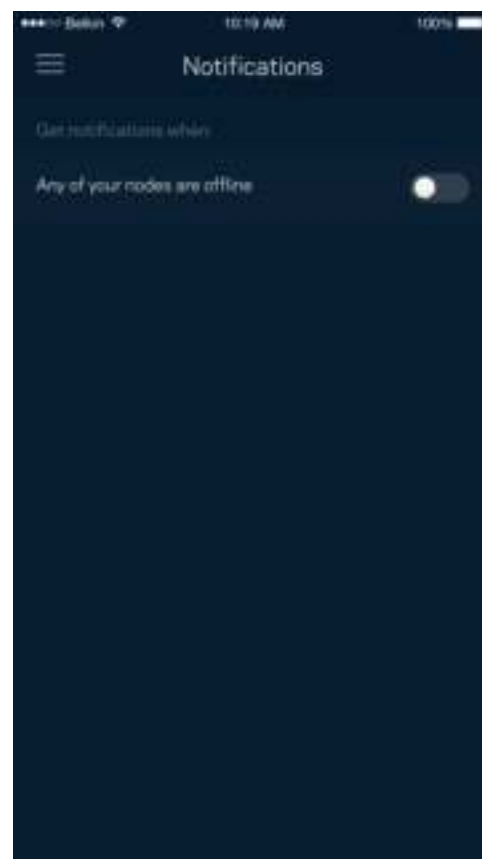 Belkin 10:19 AM 100%
Notifications
Get notifications when
Any of your nodes are offline